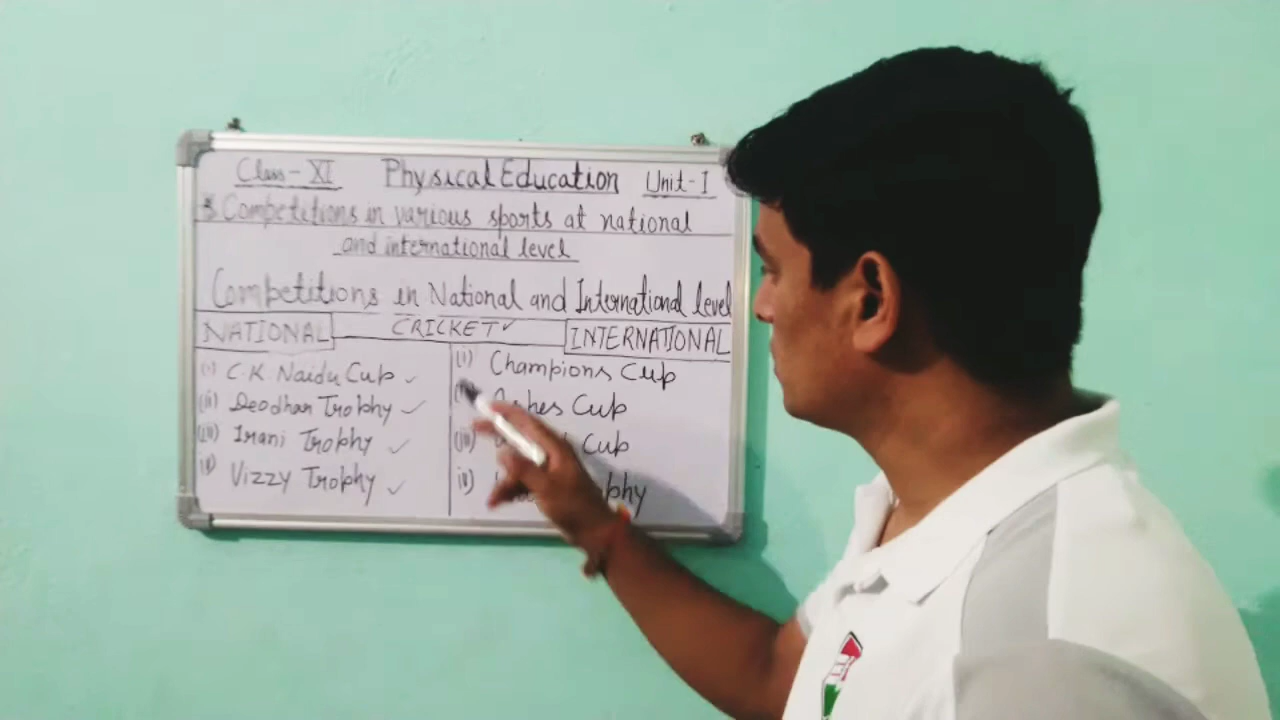 Class-XI Physical Education Unit-I
3. Competitions in various sports at national
and international level
Competitions in National and International level
NATIONAL CRICKET✓ INTERNATIONAL
(i) C.K. Naidu Cup ✓
(ii) Deodhar Trophy ✓
(iii) Irani Trophy ✓
iv) Vizzy Trophy ✓
(i) Champions Cup
Ashes Cup
(iii) Cup
iv)